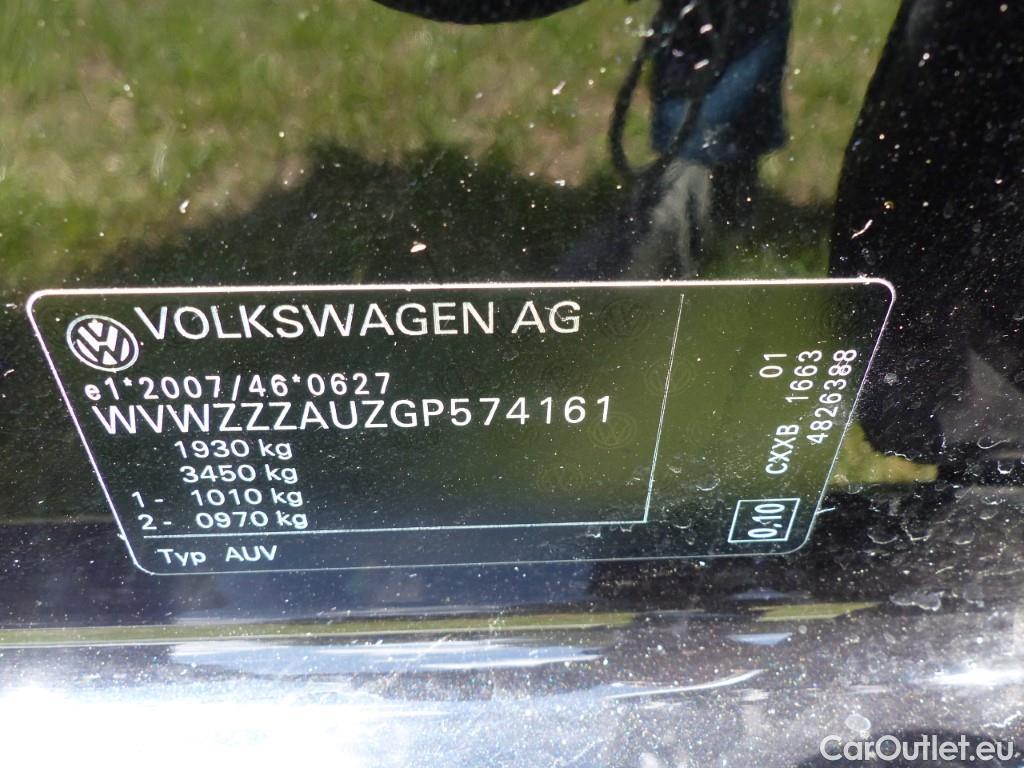 VOLKSWAGEN AG
e1*2007/46*0627
WVWZZZAUZGP574161
1930 kg
3450 kg
1- 1010 kg
2- 0970 kg
Typ AUV
01
CXXB 1663
4826388
0.10
CarOutlet.eu